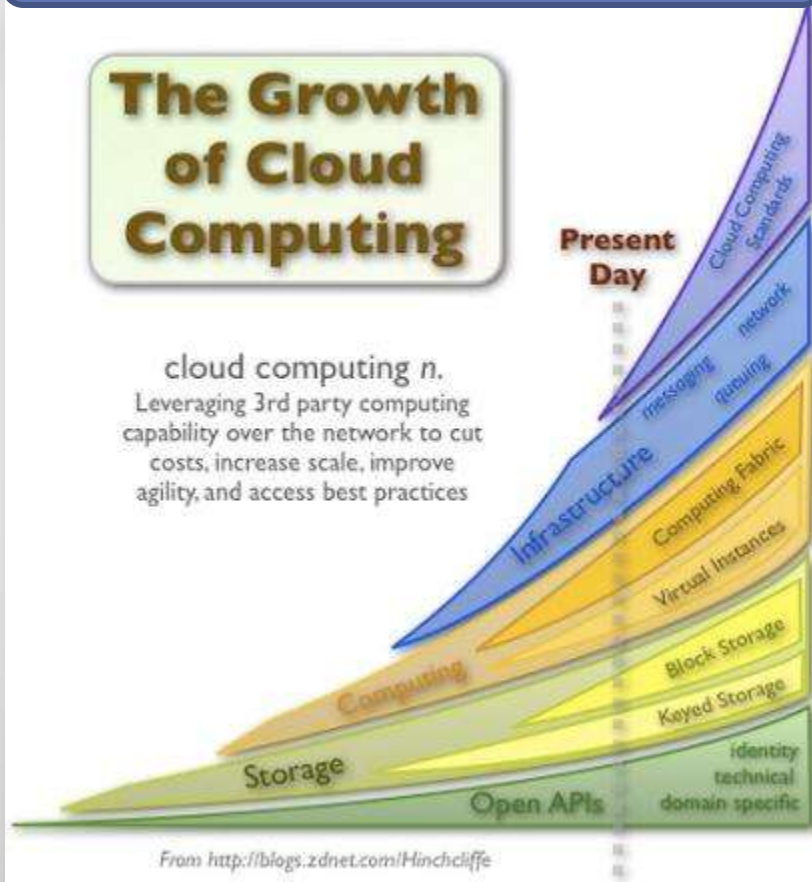 The Growth
of Cloud
Computing
Present
Day
cloud computing n.
Leveraging 3rd party computing
capability over the network to cut
costs, increase scale, improve
agility, and access best practices
Cloud Computing
Standards
network
messaging
queuing
Infrastructure
Computing Fabric
Virtual Instances
Computing
Block Storage
Keyed Storage
Storage
identity
technical
domain specific
Open APIs
From http://blogs.zdnet.com/Hinchcliffe